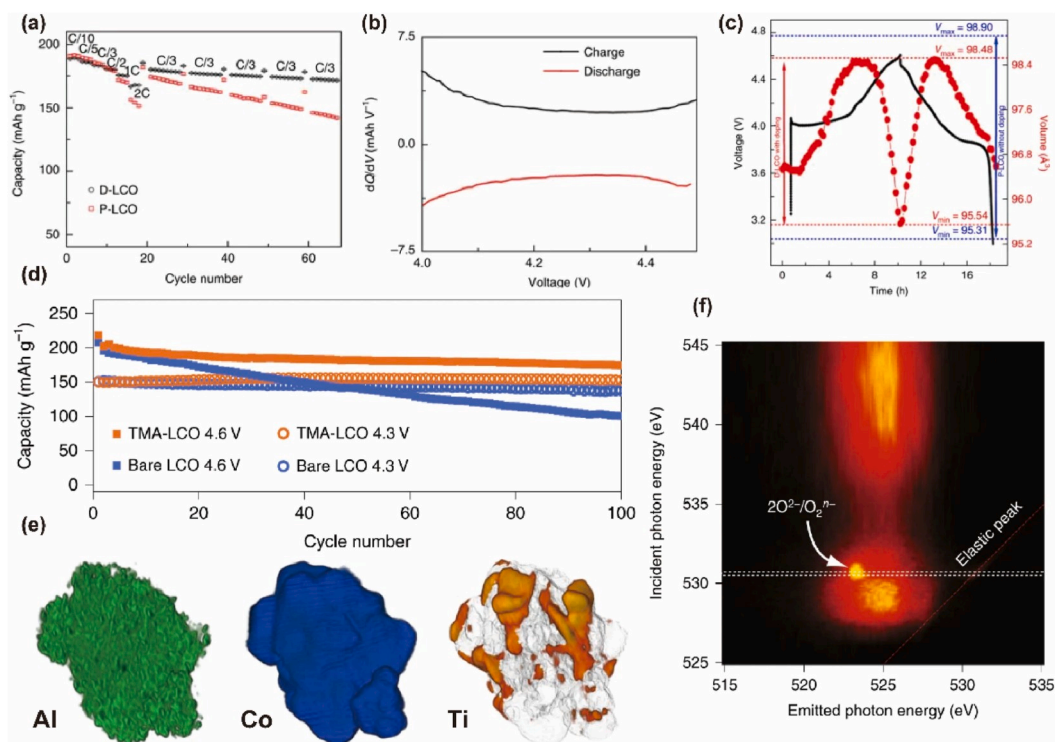 (a)
200
150
100
50
0
20
40
60
Capacity (mAh g⁻¹)
Cycle number
C/10
C/5
C/3
C/2
1C
2C
C/3
C/3
C/3
C/3
C/3
D-LCO
P-LCO
(b)
7.5
0.0
-7.5
4.0
4.2
4.4
dQ/dV (mAh V⁻¹)
Voltage (V)
Charge
Discharge
(c)
4.8
4.4
4.0
3.6
3.2
0
4
8
12
16
Voltage (V)
Time (h)
98.4
97.6
96.8
96.0
95.2
Volume (Å³)
Vmax = 98.90
Vmax = 98.48
Vmin = 95.54
Vmin = 95.31
D-LCO with doping
P-LCO without doping
(d)
250
200
150
100
50
0
0
20
40
60
80
100
Capacity (mAh g⁻¹)
Cycle number
TMA-LCO 4.6 V
TMA-LCO 4.3 V
Bare LCO 4.6 V
Bare LCO 4.3 V
(e)
Al
Co
Ti
(f)
545
540
535
530
525
515
520
525
530
535
Incident photon energy (eV)
Emitted photon energy (eV)
2O²⁻/O₂ⁿ⁻
Elastic peak